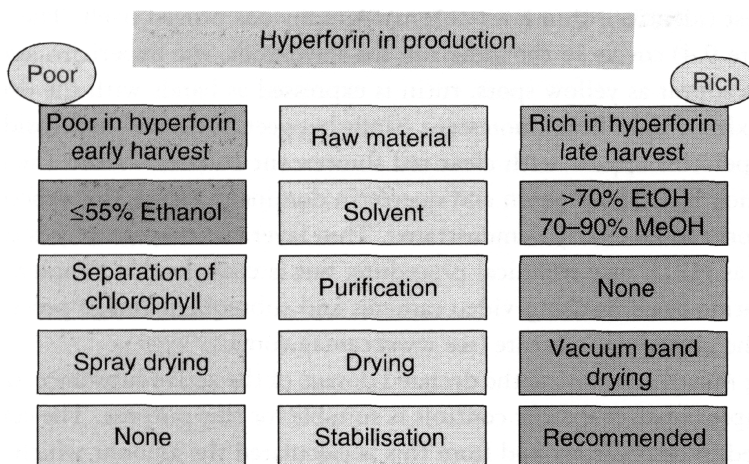 Hyperforin in production
Poor
Rich
Poor in hyperforin
early harvest
Raw material
Rich in hyperforin
late harvest
≤55% Ethanol
Solvent
>70% EtOH
70–90% MeOH
Separation of
chlorophyll
Purification
None
Spray drying
Drying
Vacuum band
drying
None
Stabilisation
Recommended